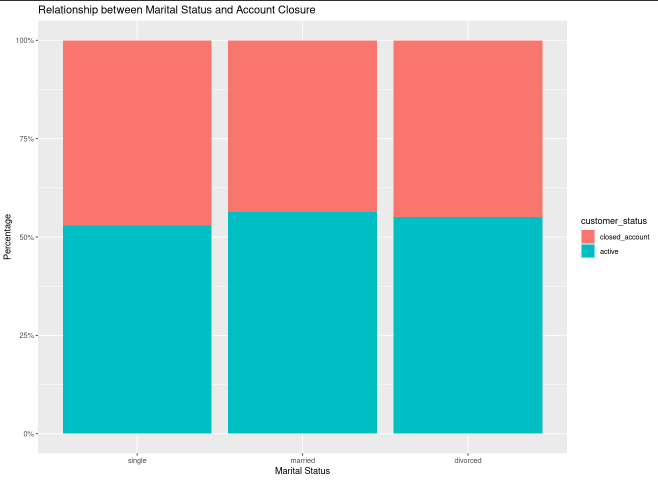 Relationship between Marital Status and Account Closure
100%
75%
50%
25%
0%
Percentage
single
married
divorced
Marital Status
customer_status
closed_account
active